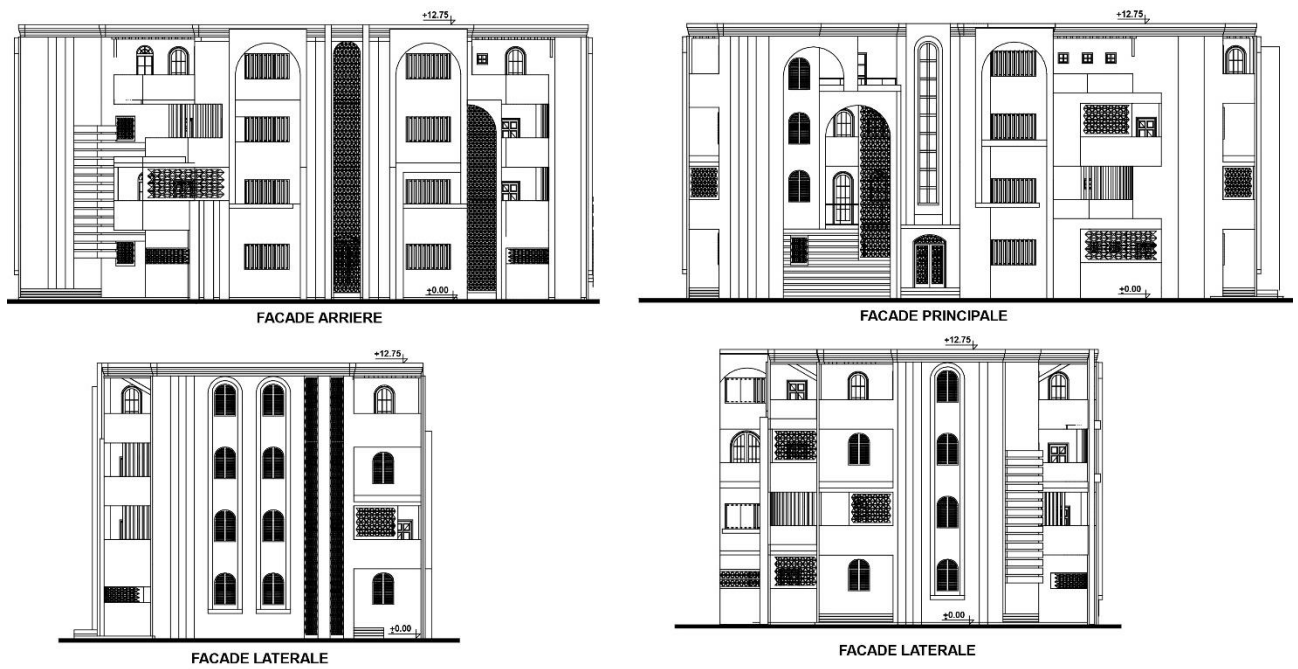 +12.75
+12.75
±0.00
±0.00
FACADE ARRIERE
FACADE PRINCIPALE
+12.75
+12.75
±0.00
±0.00
FACADE LATERALE
FACADE LATERALE